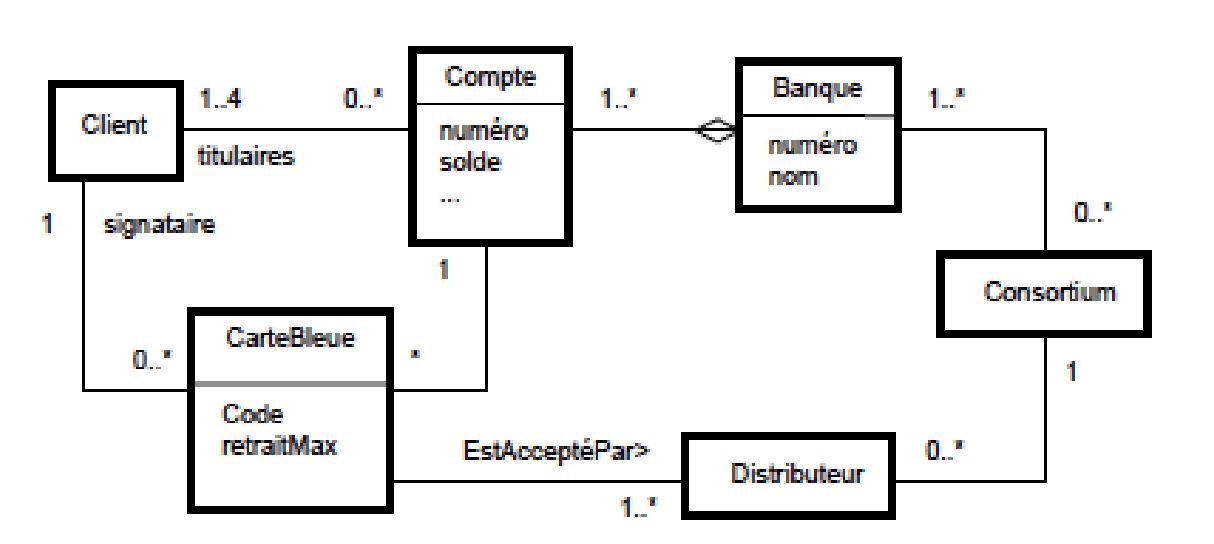 Client
1..4
titulaires
0..*
Compte
numéro
solde
...
1..*
Banque
numéro
nom
1..*
0..*
Consortium
1
signataire
1
0..*
CarteBleue
Code
retraitMax
*
EstAcceptéPar>
1..*
Distributeur
0..*
1